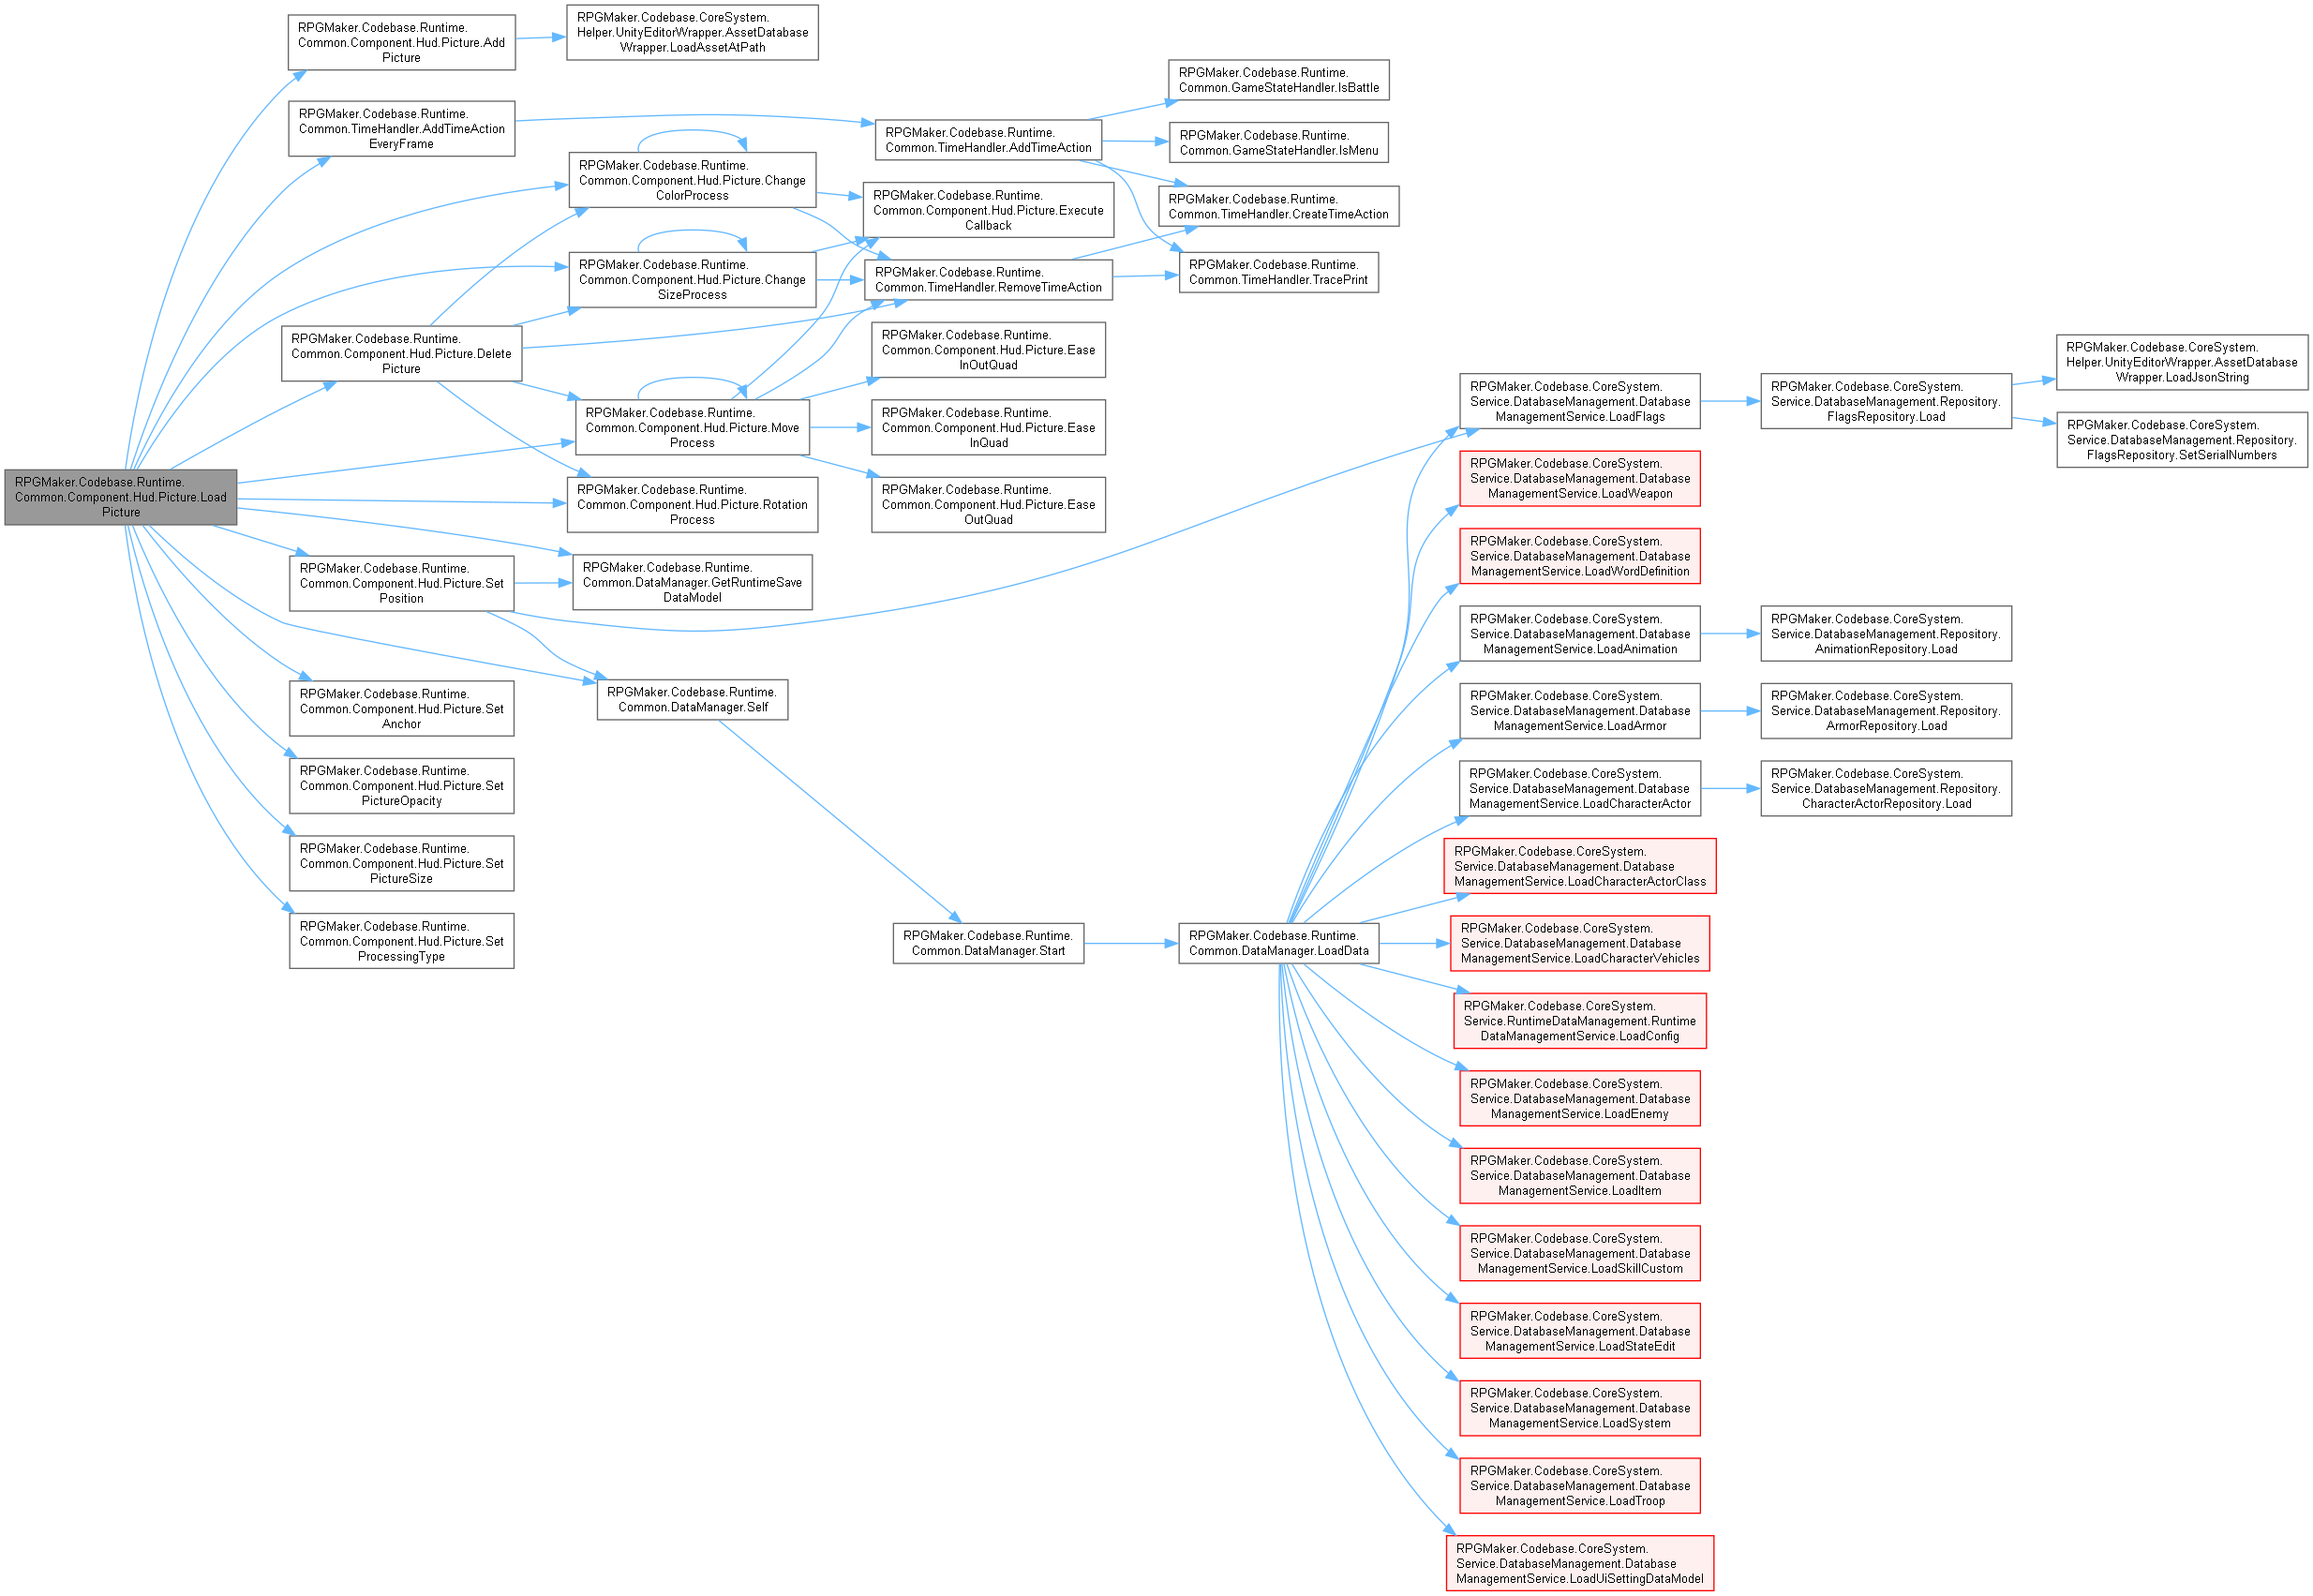 RPGMaker.Codebase.Runtime.
Common.Component.Hud.Picture.Load
Picture
RPGMaker.Codebase.Runtime.
Common.Component.Hud.Picture.Add
Picture
RPGMaker.Codebase.CoreSystem.
Helper.UnityEditorWrapper.AssetDatabase
Wrapper.LoadAssetAtPath
RPGMaker.Codebase.Runtime.
Common.TimeHandler.AddTimeAction
EveryFrame
RPGMaker.Codebase.Runtime.
Common.TimeHandler.AddTimeAction
RPGMaker.Codebase.Runtime.
Common.GameStateHandler.IsBattle
RPGMaker.Codebase.Runtime.
Common.GameStateHandler.IsMenu
RPGMaker.Codebase.Runtime.
Common.TimeHandler.CreateTimeAction
RPGMaker.Codebase.Runtime.
Common.TimeHandler.TracePrint
RPGMaker.Codebase.Runtime.
Common.Component.Hud.Picture.Change
ColorProcess
RPGMaker.Codebase.Runtime.
Common.Component.Hud.Picture.Execute
Callback
RPGMaker.Codebase.Runtime.
Common.TimeHandler.RemoveTimeAction
RPGMaker.Codebase.Runtime.
Common.Component.Hud.Picture.Change
SizeProcess
RPGMaker.Codebase.Runtime.
Common.Component.Hud.Picture.Delete
Picture
RPGMaker.Codebase.Runtime.
Common.Component.Hud.Picture.Move
Process
RPGMaker.Codebase.Runtime.
Common.Component.Hud.Picture.Ease
InOutQuad
RPGMaker.Codebase.Runtime.
Common.Component.Hud.Picture.Ease
InQuad
RPGMaker.Codebase.Runtime.
Common.Component.Hud.Picture.Ease
OutQuad
RPGMaker.Codebase.Runtime.
Common.Component.Hud.Picture.Rotation
Process
RPGMaker.Codebase.Runtime.
Common.DataManager.GetRuntimeSave
DataModel
RPGMaker.Codebase.Runtime.
Common.Component.Hud.Picture.Set
Position
RPGMaker.Codebase.Runtime.
Common.DataManager.Self
RPGMaker.Codebase.Runtime.
Common.Component.Hud.Picture.Set
Anchor
RPGMaker.Codebase.Runtime.
Common.Component.Hud.Picture.Set
PictureOpacity
RPGMaker.Codebase.Runtime.
Common.Component.Hud.Picture.Set
PictureSize
RPGMaker.Codebase.Runtime.
Common.Component.Hud.Picture.Set
ProcessingType
RPGMaker.Codebase.Runtime.
Common.DataManager.Start
RPGMaker.Codebase.Runtime.
Common.DataManager.LoadData
RPGMaker.Codebase.CoreSystem.
Service.DatabaseManagement.Database
ManagementService.LoadFlags
RPGMaker.Codebase.CoreSystem.
Service.DatabaseManagement.Repository.
FlagsRepository.Load
RPGMaker.Codebase.CoreSystem.
Helper.UnityEditorWrapper.AssetDatabase
Wrapper.LoadJsonString
RPGMaker.Codebase.CoreSystem.
Service.DatabaseManagement.Repository.
FlagsRepository.SetSerialNumbers
RPGMaker.Codebase.CoreSystem.
Service.DatabaseManagement.Database
ManagementService.LoadWeapon
RPGMaker.Codebase.CoreSystem.
Service.DatabaseManagement.Database
ManagementService.LoadWordDefinition
RPGMaker.Codebase.CoreSystem.
Service.DatabaseManagement.Database
ManagementService.LoadAnimation
RPGMaker.Codebase.CoreSystem.
Service.DatabaseManagement.Repository.
AnimationRepository.Load
RPGMaker.Codebase.CoreSystem.
Service.DatabaseManagement.Database
ManagementService.LoadArmor
RPGMaker.Codebase.CoreSystem.
Service.DatabaseManagement.Repository.
ArmorRepository.Load
RPGMaker.Codebase.CoreSystem.
Service.DatabaseManagement.Database
ManagementService.LoadCharacterActor
RPGMaker.Codebase.CoreSystem.
Service.DatabaseManagement.Repository.
CharacterActorRepository.Load
RPGMaker.Codebase.CoreSystem.
Service.DatabaseManagement.Database
ManagementService.LoadCharacterActorClass
RPGMaker.Codebase.CoreSystem.
Service.DatabaseManagement.Database
ManagementService.LoadCharacterVehicles
RPGMaker.Codebase.CoreSystem.
Service.RuntimeDataManagement.Runtime
DataManagementService.LoadConfig
RPGMaker.Codebase.CoreSystem.
Service.DatabaseManagement.Database
ManagementService.LoadEnemy
RPGMaker.Codebase.CoreSystem.
Service.DatabaseManagement.Database
ManagementService.LoadItem
RPGMaker.Codebase.CoreSystem.
Service.DatabaseManagement.Database
ManagementService.LoadSkillCustom
RPGMaker.Codebase.CoreSystem.
Service.DatabaseManagement.Database
ManagementService.LoadStateEdit
RPGMaker.Codebase.CoreSystem.
Service.DatabaseManagement.Database
ManagementService.LoadSystem
RPGMaker.Codebase.CoreSystem.
Service.DatabaseManagement.Database
ManagementService.LoadTroop
RPGMaker.Codebase.CoreSystem.
Service.DatabaseManagement.Database
ManagementService.LoadUiSettingDataModel